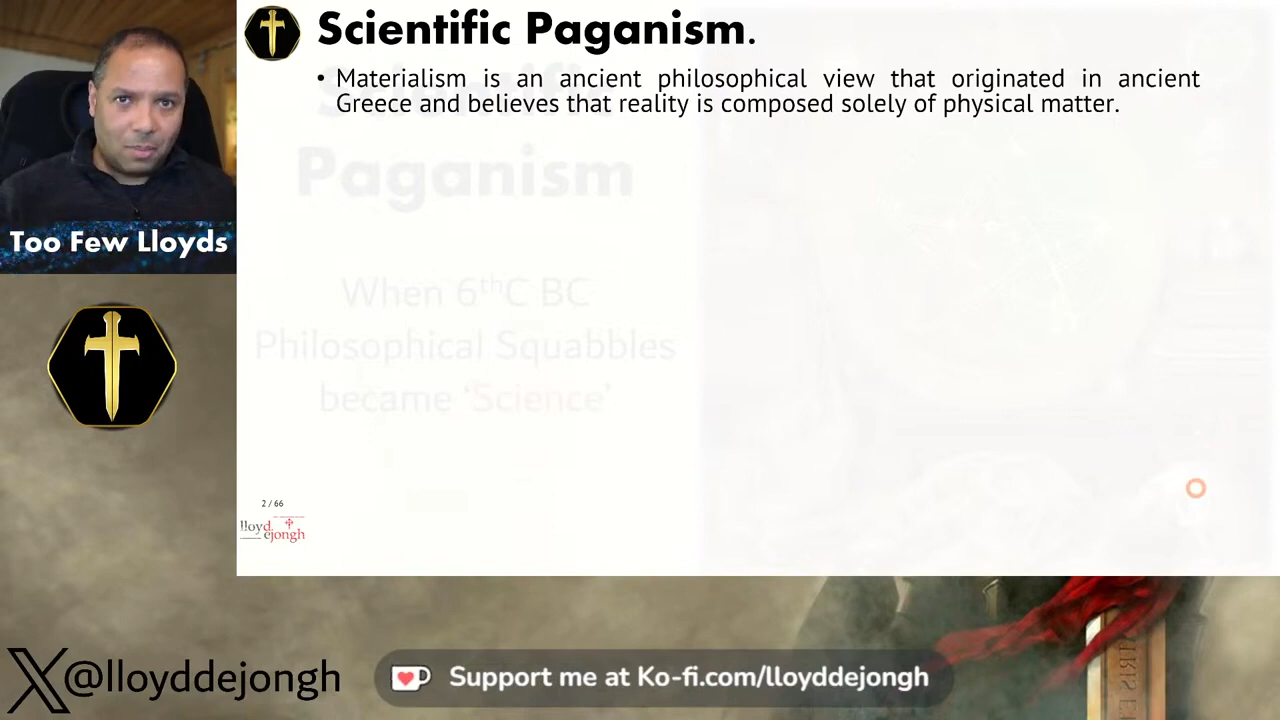 Scientific Paganism.
• Materialism is an ancient philosophical view that originated in ancient
Greece and believes that reality is composed solely of physical matter.
Scientific
Paganism
When 6thC BC
Philosophical Squabbles
became ‘Science’
Too Few Lloyds
2 / 66
lloyd
ejongh
X@lloyddejongh
Support me at Ko-fi.com/lloyddejongh